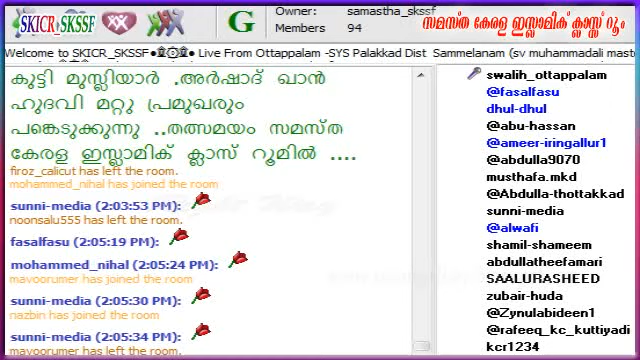 SKICR_SKSSF
G
Owner: samastha_skssf
Members 94
സമസ്ത കേരള ഇസ്ലാമിക് ക്ലാസ്സ് റൂം
Welcome to SKICR_SKSSF Live From Ottappalam -SYS Palakkad Dist Sammelanam (sv muhammadali mast
കുട്ടി മുസ്ലിയാർ .അർഷാദ് ഖാൻ
ഹുദവി മറ്റു പ്രമുഖരും
പങ്കെടുക്കുന്നു ..തത്സമയം സമസ്ത
കേരള ഇസ്ലാമിക് ക്ലാസ് റൂമിൽ ....
firoz_calicut has left the room.
mohammed_nihal has joined the room
sunni-media (2:03:53 PM):
noonsalu555 has left the room.
fasalfasu (2:05:19 PM):
mohammed_nihal (2:05:24 PM):
mavoorumer has joined the room
sunni-media (2:05:30 PM):
nazbin has joined the room
sunni-media (2:05:34 PM):
mavoorumer has left the room
swalih_ottappalam
@fasalfasu
dhul-dhul
@abu-hassan
@ameer-iringallur1
@abdulla9070
musthafa.mkd
@Abdulla-thottakkad
sunni-media
@alwafi
shamil-shameem
abdullatheefamari
SAALURASHEED
zubair-huda
@Zynulabideen1
@rafeeq_kc_kuttiyadi
kcr1234